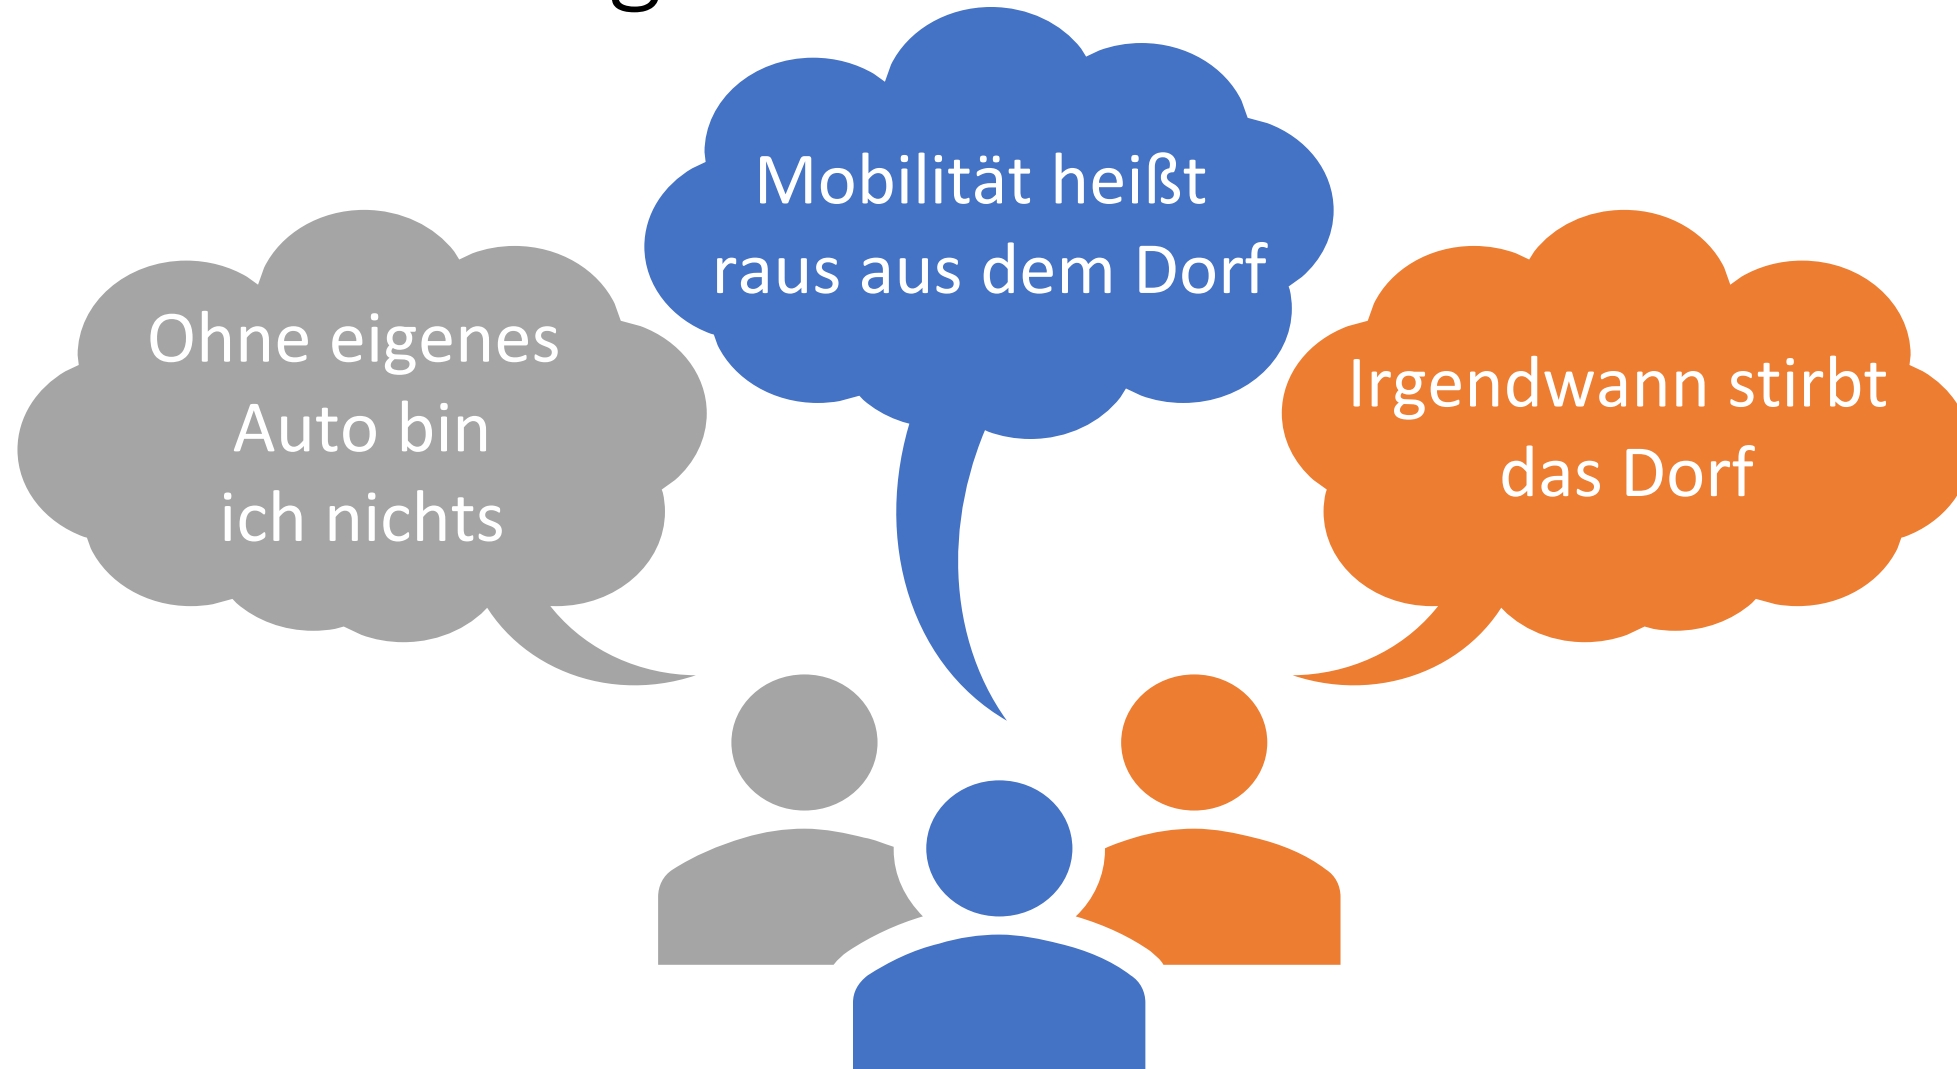 Ohne eigenes
Auto bin
ich nichts
Mobilität heißt
raus aus dem Dorf
Irgendwann stirbt
das Dorf